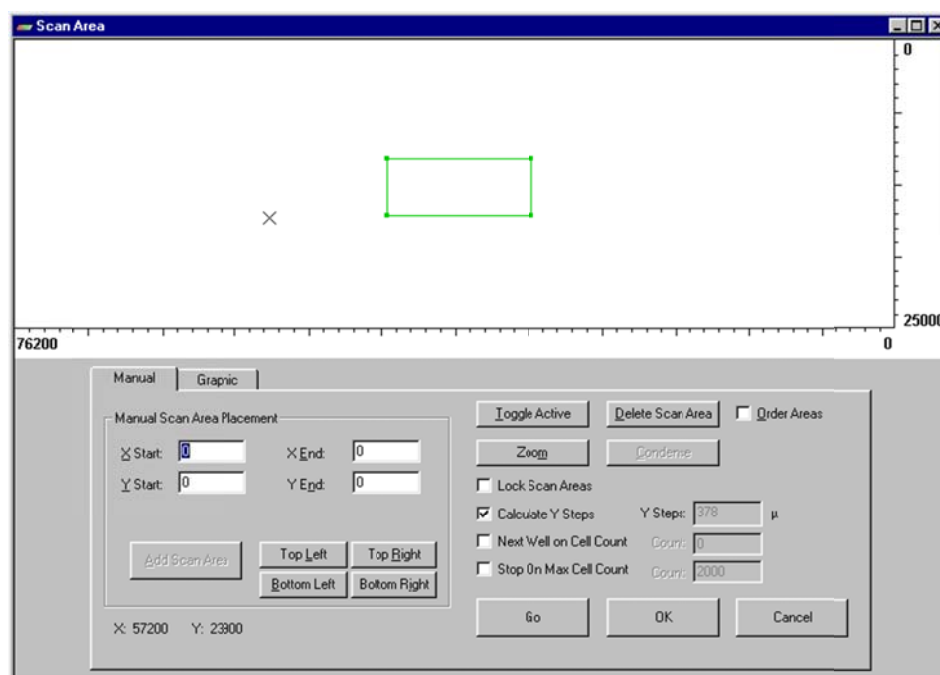 Scan Area
0
25000
76200 0
Manual Graphic
Manual Scan Area Placement
X Start: 0 X End: 0
Y Start: 0 Y End: 0
Add Scan Area
Top Left Top Right
Bottom Left Bottom Right
X: 57200 Y: 23900
Toggle Active Delete Scan Area Order Areas
Zoom Condense
Lock Scan Areas
Calculate Y Steps Y Steps: 378 µ
Next Well on Cell Count Count: 0
Stop On Max Cell Count Count: 2000
Go OK Cancel